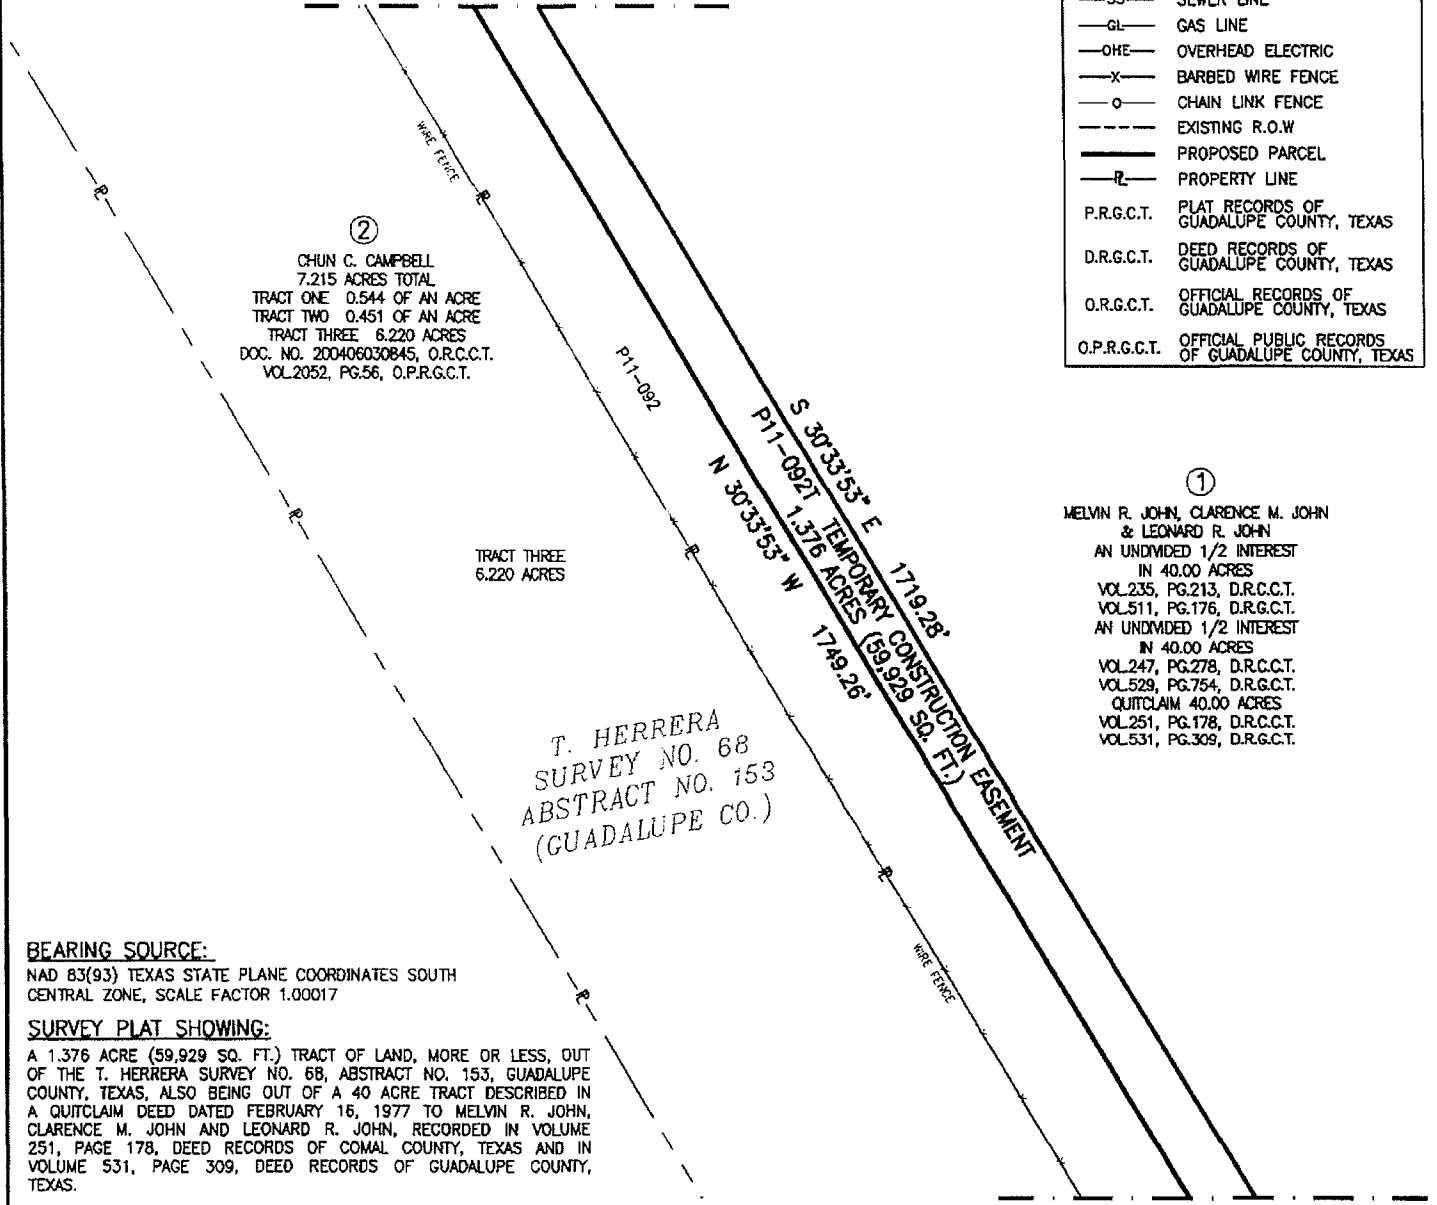 SEWER LINE
GL GAS LINE
OHE OVERHEAD ELECTRIC
X BARBED WIRE FENCE
O CHAIN LINK FENCE
EXISTING R.O.W
PROPOSED PARCEL
PL PROPERTY LINE
P.R.G.C.T. PLAT RECORDS OF
GUADALUPE COUNTY, TEXAS
D.R.G.C.T. DEED RECORDS OF
GUADALUPE COUNTY, TEXAS
O.R.G.C.T. OFFICIAL RECORDS OF
GUADALUPE COUNTY, TEXAS
O.P.R.G.C.T. OFFICIAL PUBLIC RECORDS
OF GUADALUPE COUNTY, TEXAS
WIRE FENCE
PL
PL
2
CHUN C. CAMPBELL
7.215 ACRES TOTAL
TRACT ONE 0.544 OF AN ACRE
TRACT TWO 0.451 OF AN ACRE
TRACT THREE 6.220 ACRES
DOC. NO. 200406030845, O.R.C.C.T.
VOL.2052, PG.56, O.P.R.G.C.T.
P11-092
S 30°33'53" E 1719.28'
P11-092T TEMPORARY CONSTRUCTION EASEMENT
1.376 ACRES (59,929 SQ. FT.)
N 30°33'53" W 1749.26'
1
MELVIN R. JOHN, CLARENCE M. JOHN
& LEONARD R. JOHN
AN UNDIVIDED 1/2 INTEREST
IN 40.00 ACRES
VOL.235, PG.213, D.R.C.C.T.
VOL.511, PG.176, D.R.G.C.T.
AN UNDIVIDED 1/2 INTEREST
IN 40.00 ACRES
VOL.247, PG.278, D.R.C.C.T.
VOL.529, PG.754, D.R.G.C.T.
QUITCLAIM 40.00 ACRES
VOL.251, PG.178, D.R.C.C.T.
VOL.531, PG.309, D.R.G.C.T.
PL
PL
TRACT THREE
6.220 ACRES
T. HERRERA
SURVEY NO. 68
ABSTRACT NO. 153
(GUADALUPE CO.)
PL
WIRE FENCE
PL
BEARING SOURCE:
NAD 83(93) TEXAS STATE PLANE COORDINATES SOUTH
CENTRAL ZONE, SCALE FACTOR 1.00017
SURVEY PLAT SHOWING:
A 1.376 ACRE (59,929 SQ. FT.) TRACT OF LAND, MORE OR LESS, OUT
OF THE T. HERRERA SURVEY NO. 68, ABSTRACT NO. 153, GUADALUPE
COUNTY, TEXAS, ALSO BEING OUT OF A 40 ACRE TRACT DESCRIBED IN
A QUITCLAIM DEED DATED FEBRUARY 16, 1977 TO MELVIN R. JOHN,
CLARENCE M. JOHN AND LEONARD R. JOHN, RECORDED IN VOLUME
251, PAGE 178, DEED RECORDS OF COMAL COUNTY, TEXAS AND IN
VOLUME 531, PAGE 309, DEED RECORDS OF GUADALUPE COUNTY,
TEXAS.